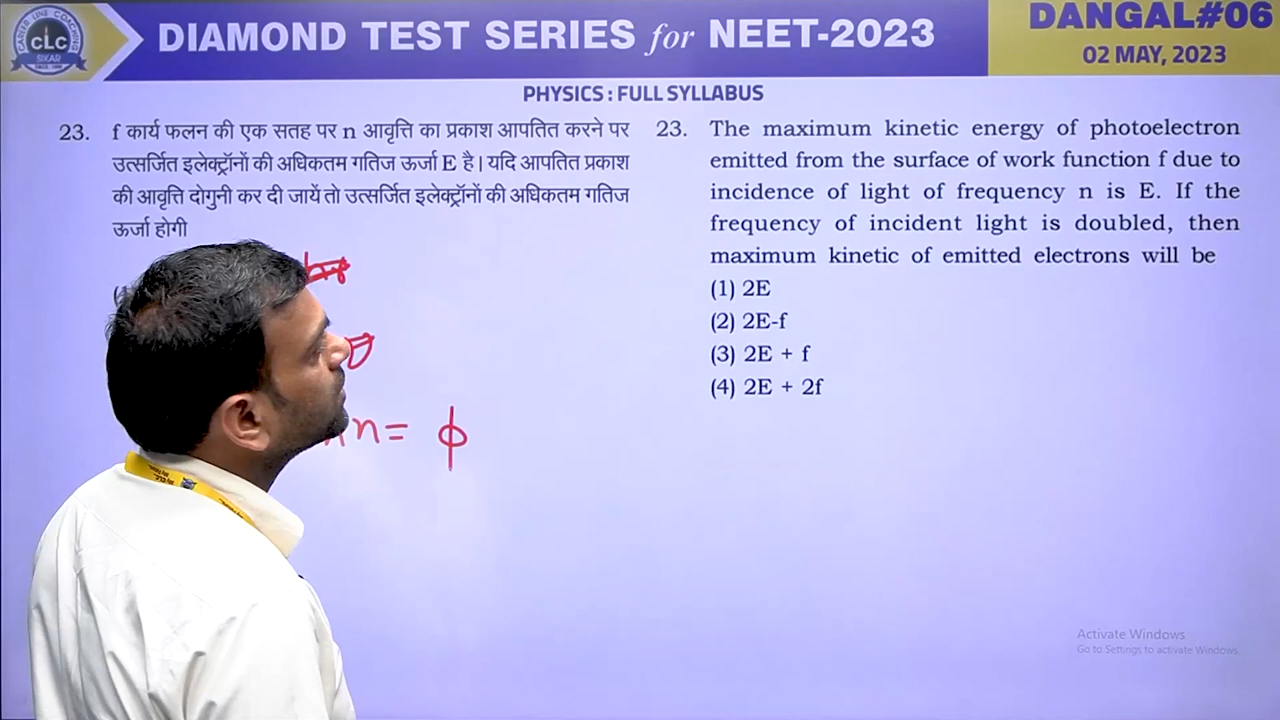 CAREER LINE COACHING
CLC
SIKAR
DIAMOND TEST SERIES for NEET-2023
DANGAL#06
02 MAY, 2023
PHYSICS : FULL SYLLABUS
23. f कार्य फलन की एक सतह पर n आवृत्ति का प्रकाश आपतित करने पर
उत्सर्जित इलेक्ट्रॉनों की अधिकतम गतिज ऊर्जा E है। यदि आपतित प्रकाश
की आवृत्ति दोगुनी कर दी जायें तो उत्सर्जित इलेक्ट्रॉनों की अधिकतम गतिज
ऊर्जा होगी
n = ϕ
23. The maximum kinetic energy of photoelectron
emitted from the surface of work function f due to
incidence of light of frequency n is E. If the
frequency of incident light is doubled, then
maximum kinetic of emitted electrons will be
(1) 2E
(2) 2E-f
(3) 2E + f
(4) 2E + 2f
Activate Windows
Go to Settings to activate Windows.